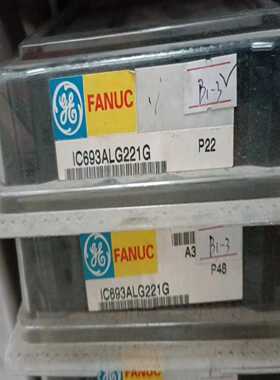 GE FANUC
B1-3
IC693ALG221G P22
GE FANUC
A3 B1-3
P48
IC693ALG221G
FANUC